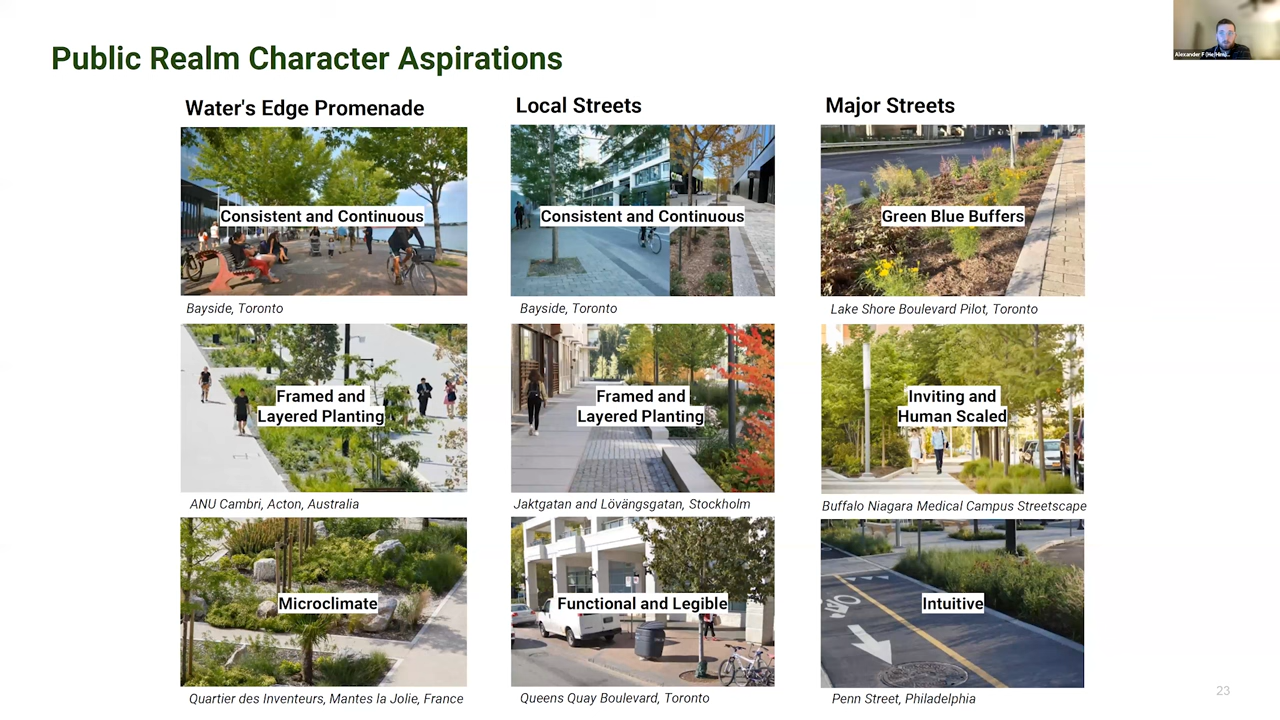 Public Realm Character Aspirations
Water's Edge Promenade
Local Streets
Major Streets
Consistent and Continuous
Consistent and Continuous
Green Blue Buffers
Bayside, Toronto
Bayside, Toronto
Lake Shore Boulevard Pilot, Toronto
Framed and
Layered Planting
Framed and
Layered Planting
Inviting and
Human Scaled
ANU Cambri, Acton, Australia
Jaktgatan and Lövängsgatan, Stockholm
Buffalo Niagara Medical Campus Streetscape
Microclimate
Functional and Legible
Intuitive
Quartier des Inventeurs, Mantes la Jolie, France
Queens Quay Boulevard, Toronto
Penn Street, Philadelphia
23